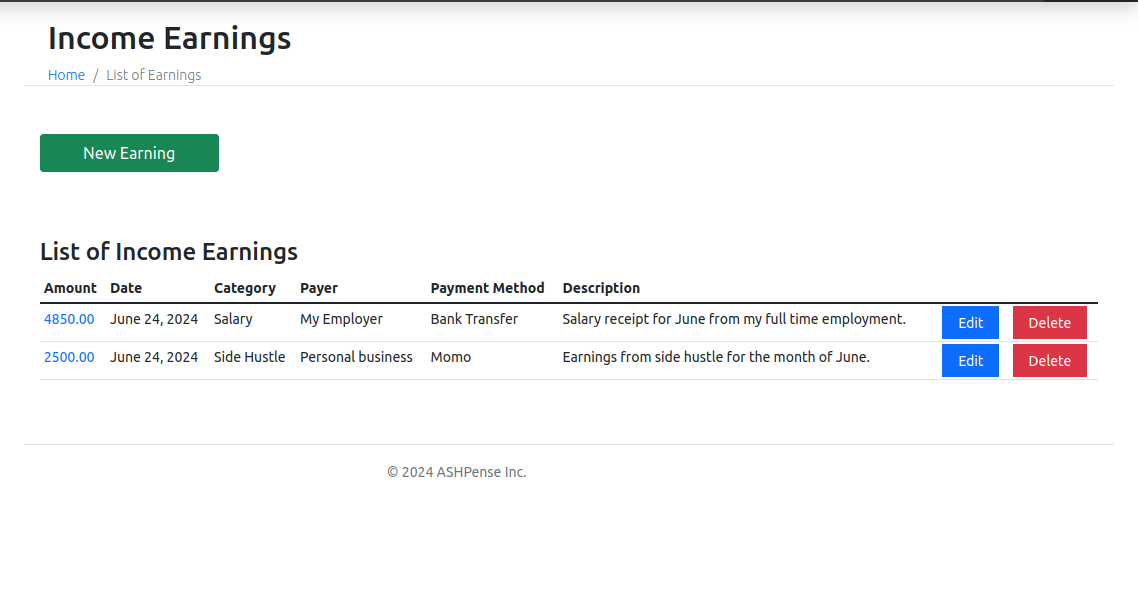 Income Earnings
Home / List of Earnings
New Earning
List of Income Earnings
Amount Date Category Payer Payment Method Description
4850.00 June 24, 2024 Salary My Employer Bank Transfer Salary receipt for June from my full time employment. Edit Delete
2500.00 June 24, 2024 Side Hustle Personal business Momo Earnings from side hustle for the month of June. Edit Delete
© 2024 ASHPense Inc.